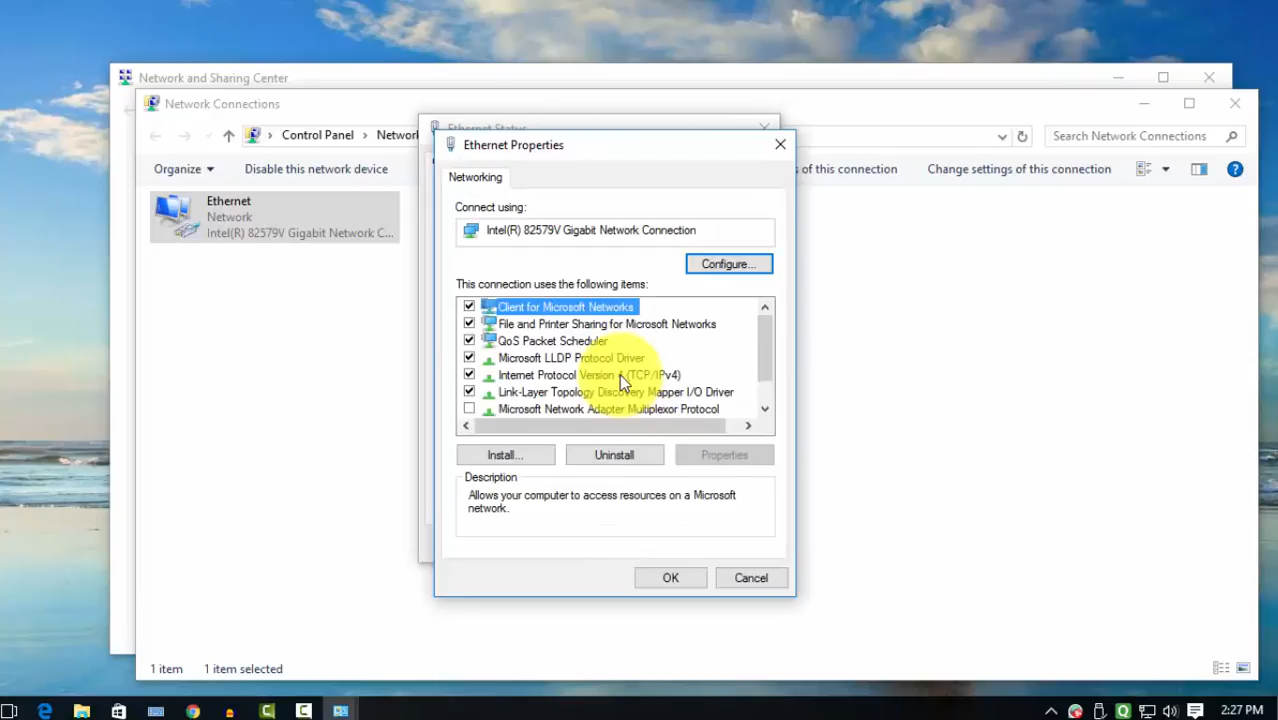 Network and Sharing Center
Network Connections
Control Panel
Search Network Connections
Ethernet Status
Ethernet Properties
Organize
Disable this network device
of this connection
Change settings of this connection
Networking
Ethernet
Network
Intel(R) 82579V Gigabit Network C...
Connect using:
Intel(R) 82579V Gigabit Network Connection
Configure...
This connection uses the following items:
Client for Microsoft Networks
File and Printer Sharing for Microsoft Networks
QoS Packet Scheduler
Microsoft LLDP Protocol Driver
Internet Protocol Version 4 (TCP/IPv4)
Link-Layer Topology Discovery Mapper I/O Driver
Microsoft Network Adapter Multiplexor Protocol
Install...
Uninstall
Properties
Description
Allows your computer to access resources on a Microsoft
network.
OK
Cancel
1 item
1 item selected
2:27 PM